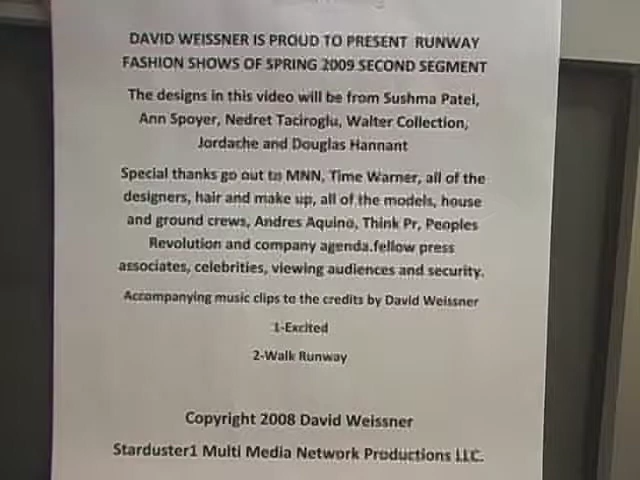 DAVID WEISSNER IS PROUD TO PRESENT RUNWAY
FASHION SHOWS OF SPRING 2009 SECOND SEGMENT
The designs in this video will be from Sushma Patel,
Ann Spoyer, Nedret Taciroglu, Walter Collection,
Jordache and Douglas Hannant
Special thanks go out to MNN, Time Warner, all of the
designers, hair and make up, all of the models, house
and ground crews, Andres Aquino, Think Pr, Peoples
Revolution and company agenda.fellow press
associates, celebrities, viewing audiences and security.
Accompanying music clips to the credits by David Weissner
1-Excited
2-Walk Runway
Copyright 2008 David Weissner
Starduster1 Multi Media Network Productions LLC.